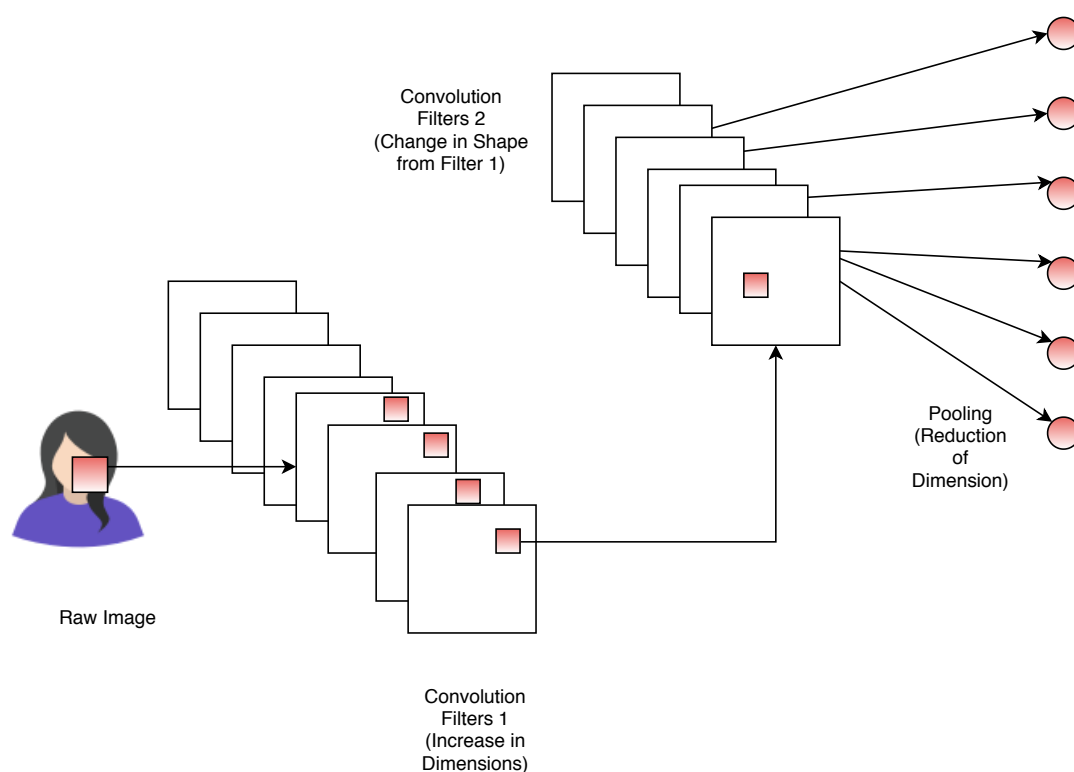 Convolution
Filters 2
(Change in Shape
from Filter 1)
Pooling
(Reduction
of
Dimension)
Raw Image
Convolution
Filters 1
(Increase in
Dimensions)